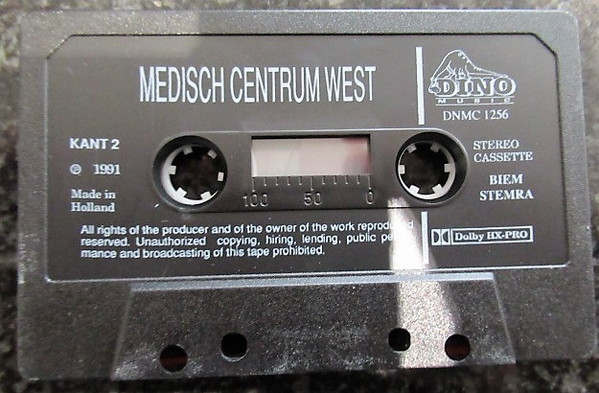 MEDISCH CENTRUM WEST
DINO
MUSIC
DNMC 1256
KANT 2
℗ 1991
Made in
Holland
100 50 0
STEREO
CASSETTE
BIEM
STEMRA
All rights of the producer and of the owner of the work reproduced
reserved. Unauthorized copying, hiring, lending, public perfor-
mance and broadcasting of this tape prohibited.
Dolby HX-PRO